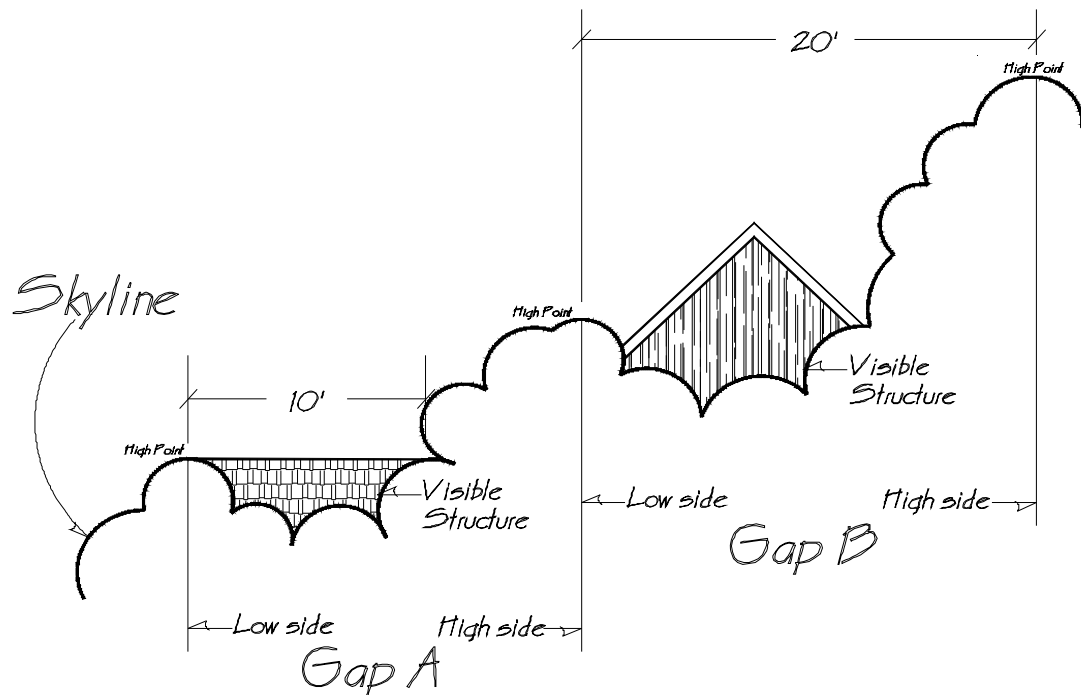 20'
High Point
Skyline
High Point
10'
Visible
Structure
High Point
Visible
Structure
Low side
High side
Gap B
Low side
High side
Gap A